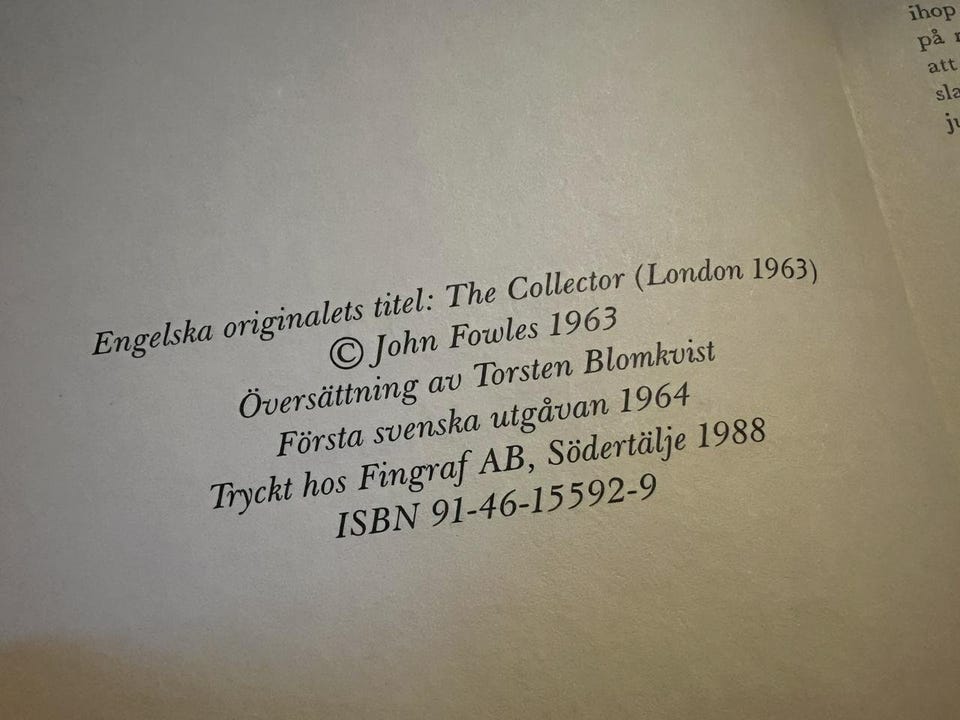 Engelska originalets titel: The Collector (London 1963)
© John Fowles 1963
Översättning av Torsten Blomkvist
Första svenska utgåvan 1964
Tryckt hos Fingraf AB, Södertälje 1988
ISBN 91-46-15592-9
ihop
på
att